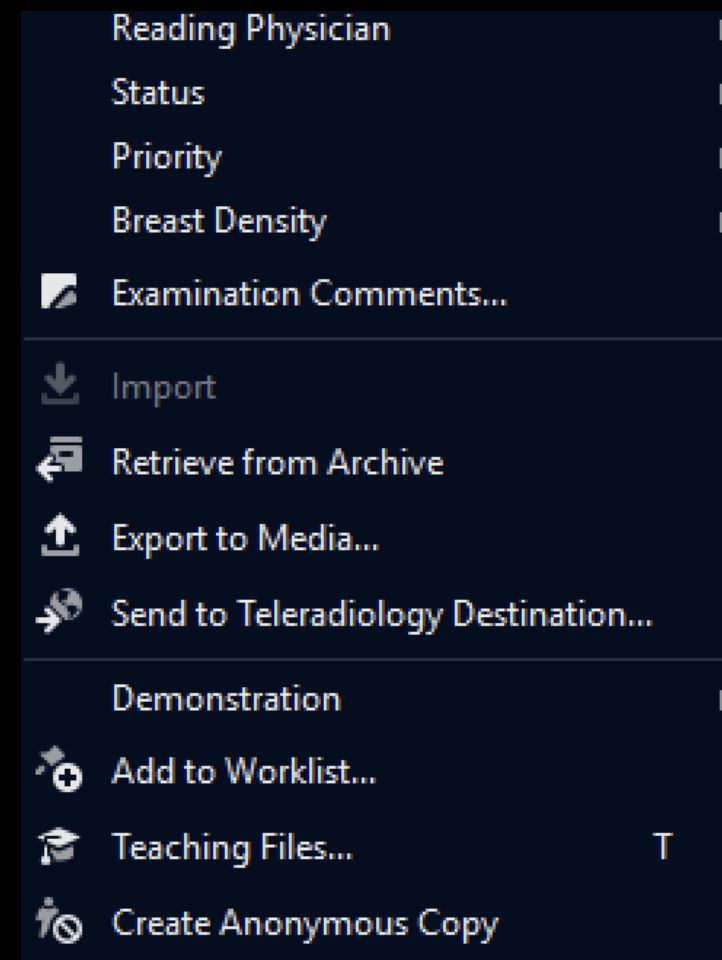 Reading Physician
Status
Priority
Breast Density
Examination Comments...
Import
Retrieve from Archive
Export to Media...
Send to Teleradiology Destination...
Demonstration
Add to Worklist...
Teaching Files... T
Create Anonymous Copy